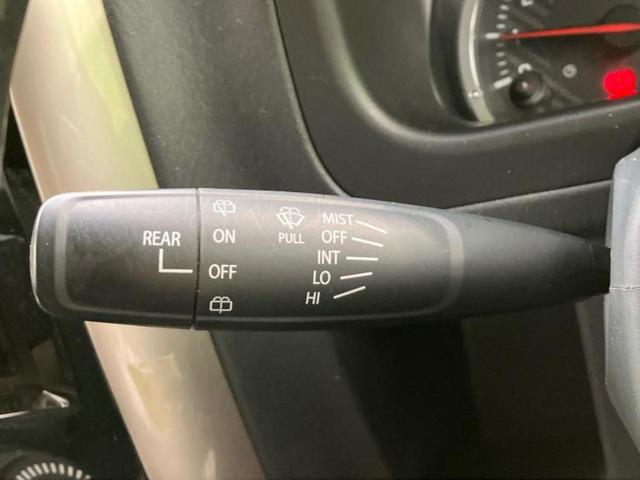 REAR
ON
OFF
PULL
MIST
OFF
INT
LO
HI